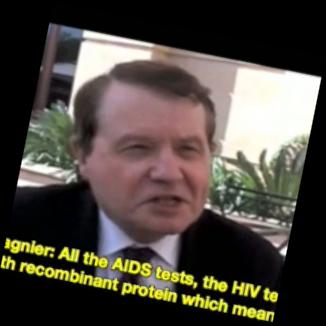 agnier: All the AIDS tests, the HIV te
th recombinant protein which mean